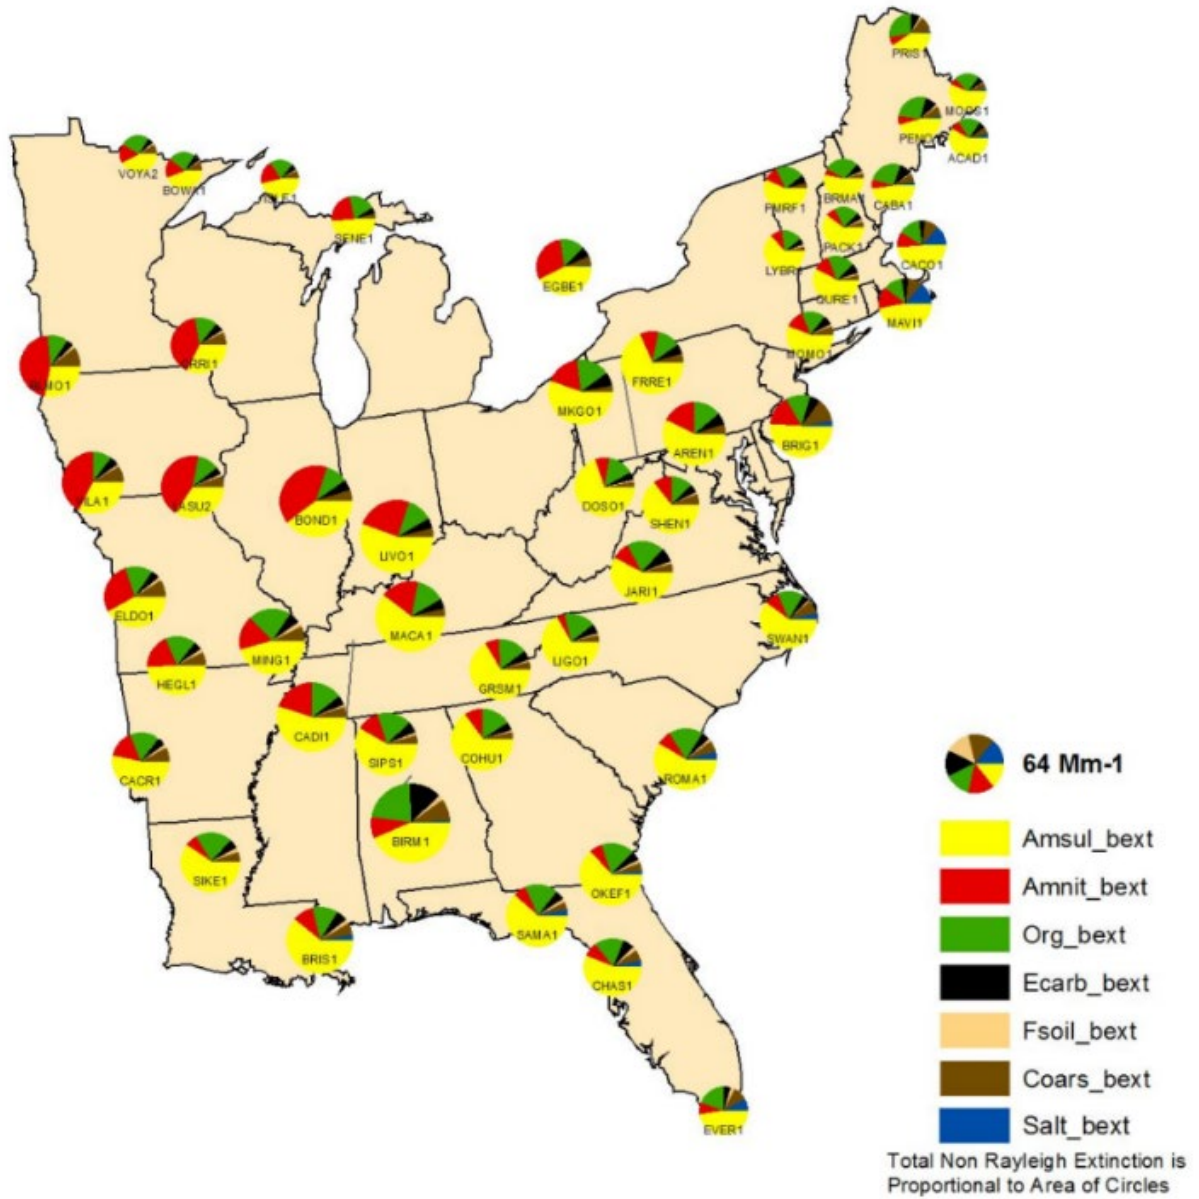 PRIS1
MOOS1
PENO
ACAD1
VOYA2
BOWA1
ISLE1
SENE1
PMRF1
BRMA1
CABA1
PACK1
CACO1
EGBE1
LYBR
QURE1
MAVI1
MOMO1
FRRE1
MKGO1
AREN1
BRIG1
DOSO1
SHEN1
BOND1
LIVO1
JARI1
ELDO1
MACA1
SWAN1
MING1
LIGO1
HEGL1
GRSM1
CADI1
SIPS1
COHU1
CACR1
ROMA1
BIRM1
SIKE1
OKEF1
SAMA1
BRIS1
CHAS1
EVER1
64 Mm-1
Amsul_bext
Amnit_bext
Org_bext
Ecarb_bext
Fsoil_bext
Coars_bext
Salt_bext
Total Non Rayleigh Extinction is
Proportional to Area of Circles